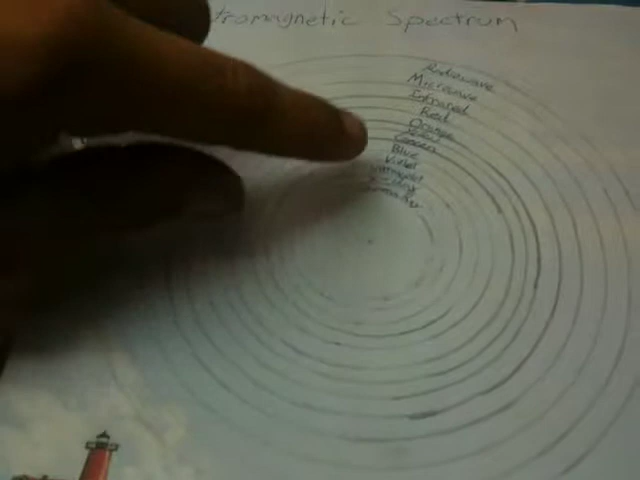 tromagnetic Spectrum
Radiowave
Microwave
Infrared
Red
Orange
Green
Blue
Violet